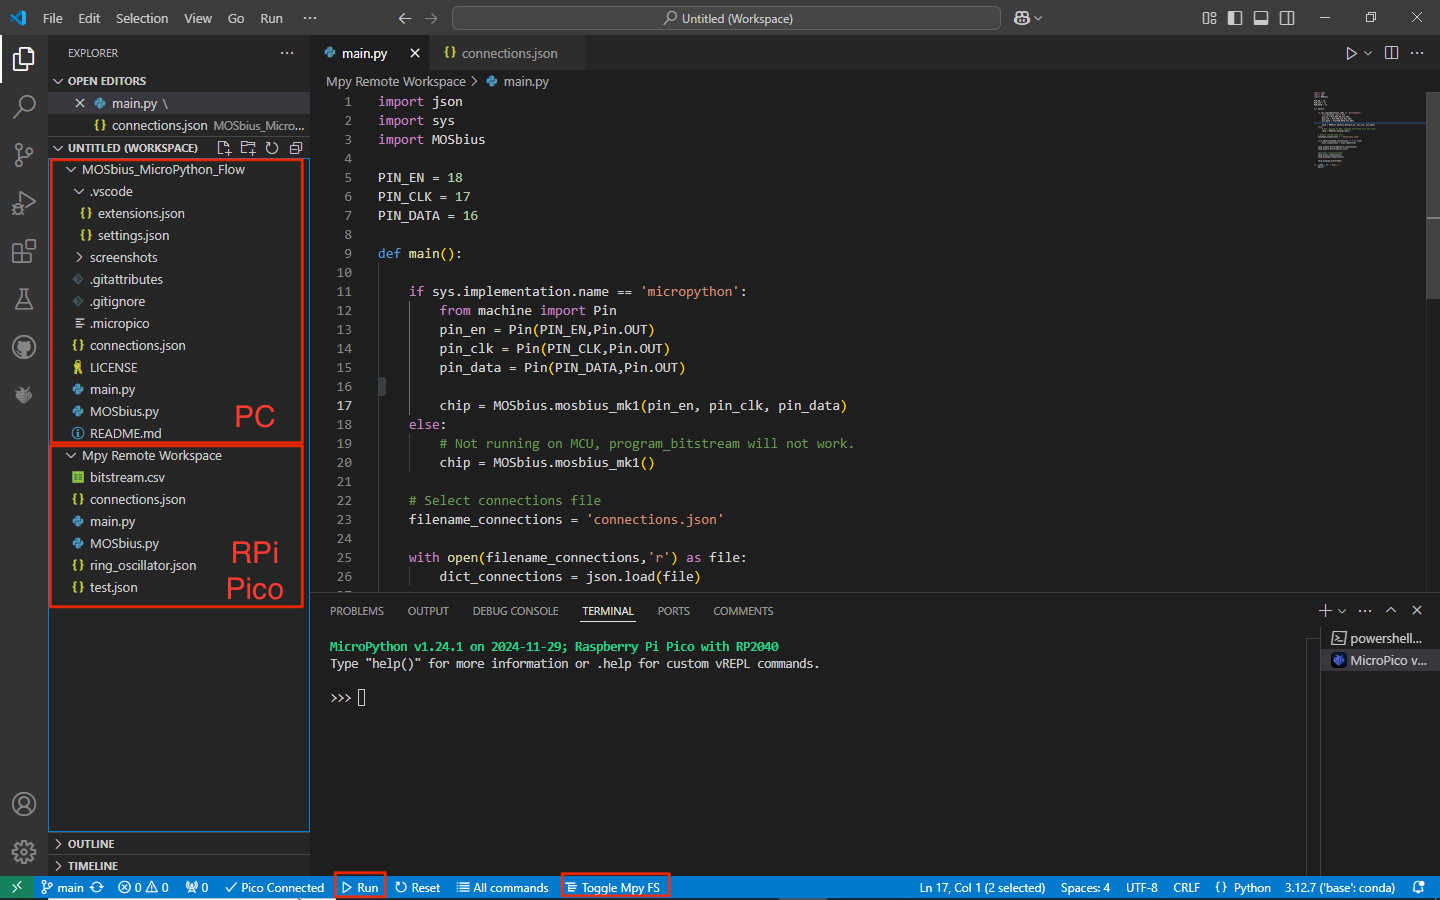 File Edit Selection View Go Run ··· Untitled (Workspace)
EXPLORER ···
OPEN EDITORS
main.py \
connections.json MOSbius_Micro...
UNTITLED (WORKSPACE)
MOSbius_MicroPython_Flow
.vscode
extensions.json
settings.json
screenshots
.gitattributes
.gitignore
.micropico
connections.json
LICENSE
main.py
MOSbius.py
README.md
PC
Mpy Remote Workspace
bitstream.csv
connections.json
main.py
MOSbius.py
ring_oscillator.json
test.json
RPi
Pico
OUTLINE
TIMELINE
main.py connections.json
Mpy Remote Workspace > main.py
1 import json
2 import sys
3 import MOSbius
4
5 PIN_EN = 18
6 PIN_CLK = 17
7 PIN_DATA = 16
8
9 def main():
10
11 if sys.implementation.name == 'micropython':
12 from machine import Pin
13 pin_en = Pin(PIN_EN,Pin.OUT)
14 pin_clk = Pin(PIN_CLK,Pin.OUT)
15 pin_data = Pin(PIN_DATA,Pin.OUT)
16
17 chip = MOSbius.mosbius_mk1(pin_en, pin_clk, pin_data)
18 else:
19 # Not running on MCU, program_bitstream will not work.
20 chip = MOSbius.mosbius_mk1()
21
22 # Select connections file
23 filename_connections = 'connections.json'
24
25 with open(filename_connections,'r') as file:
26 dict_connections = json.load(file)
PROBLEMS OUTPUT DEBUG CONSOLE TERMINAL PORTS COMMENTS
MicroPython v1.24.1 on 2024-11-29; Raspberry Pi Pico with RP2040
Type "help()" for more information or .help for custom vREPL commands.
>>>
powershell...
MicroPico v...
main 0 0 0 Pico Connected Run Reset All commands Toggle Mpy FS Ln 17, Col 1 (2 selected) Spaces: 4 UTF-8 CRLF {} Python 3.12.7 ('base': conda)